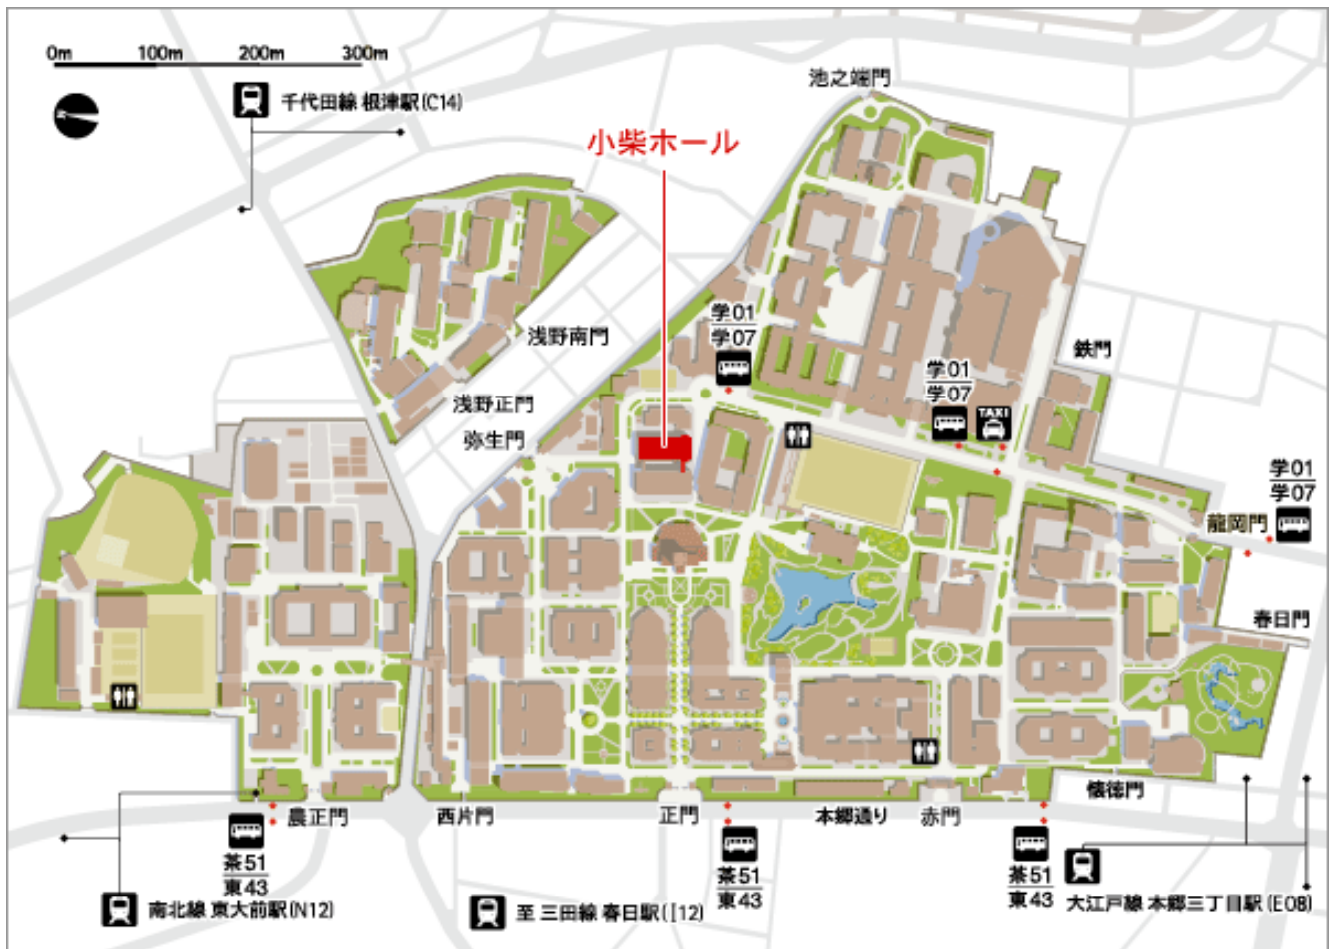 0m 100m 200m 300m
池之端門
千代田線 根津駅(C14)
小柴ホール
学01
学07
浅野南門
鉄門
学01
学07
TAXI
浅野正門
弥生門
学01
学07
龍岡門
春日門
懐徳門
農正門
西片門
正門
本郷通り
赤門
茶51
東43
茶51
東43
茶51
東43
南北線 東大前駅(N12)
至 三田線 春日駅(I12)
大江戸線 本郷三丁目駅(E08)